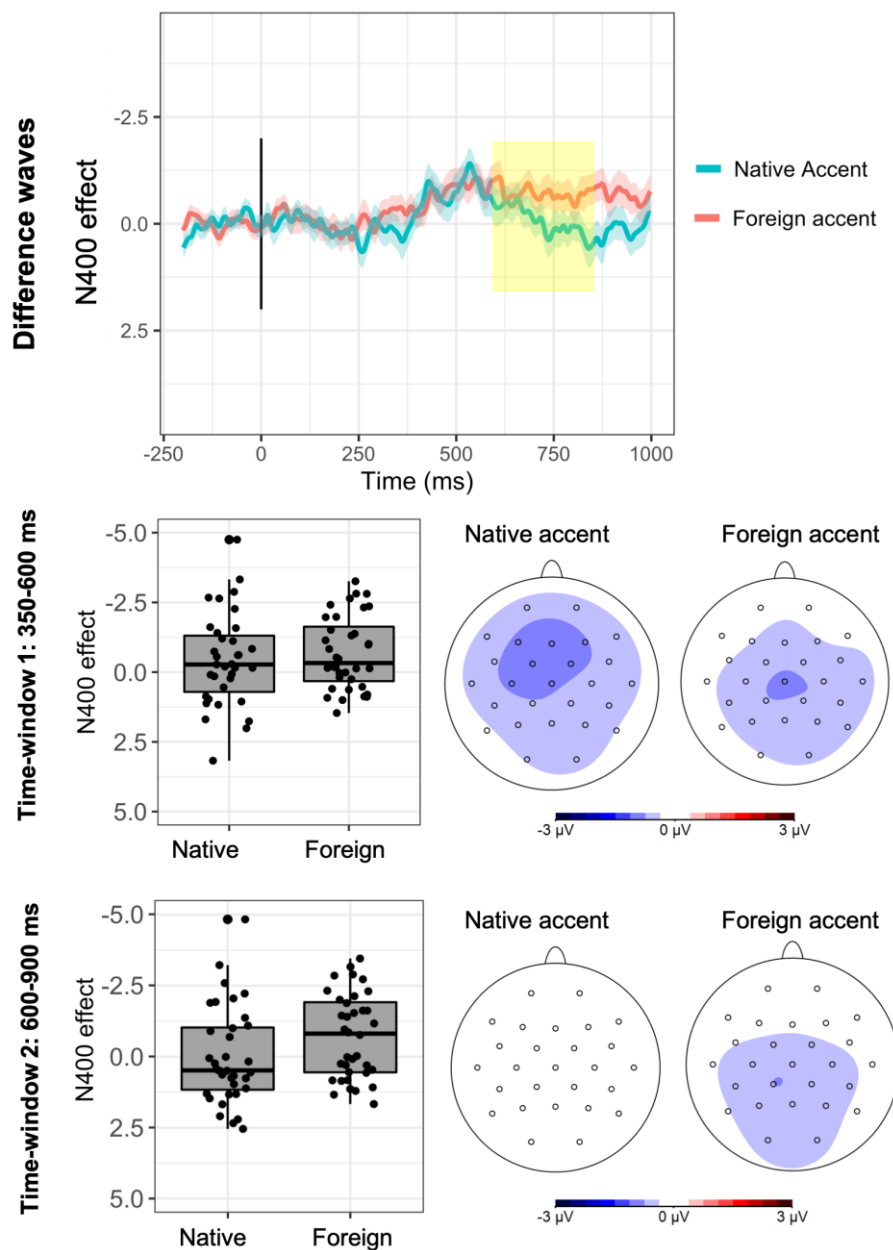 Difference waves
N400 effect
-2.5
0.0
2.5
-250
0
250
500
750
1000
Time (ms)
Native Accent
Foreign accent
Time-window 1: 350-600 ms
N400 effect
-5.0
-2.5
0.0
2.5
5.0
Native
Foreign
Native accent
Foreign accent
-3 µV
0 µV
3 µV
Time-window 2: 600-900 ms
N400 effect
-5.0
-2.5
0.0
2.5
5.0
Native
Foreign
Native accent
Foreign accent
-3 µV
0 µV
3 µV